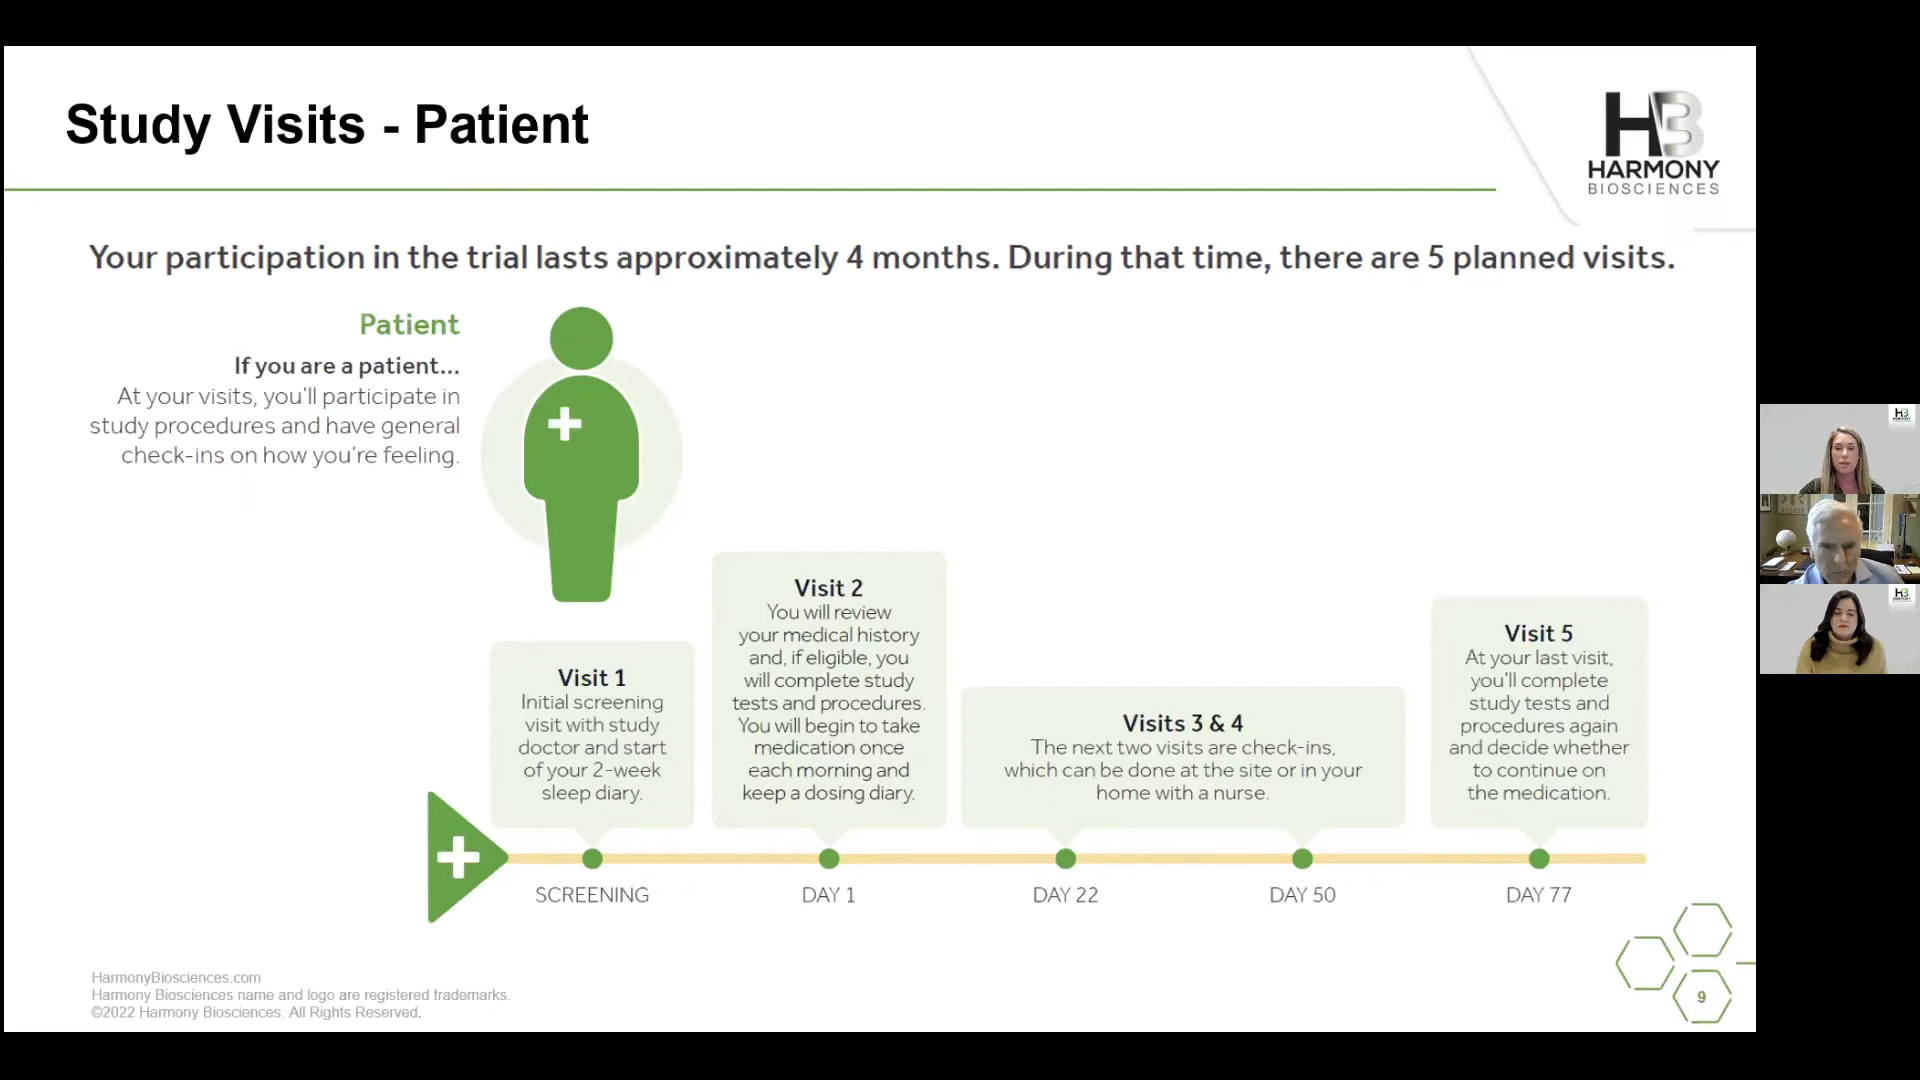 Study Visits - Patient
HB
HARMONY
BIOSCIENCES
Your participation in the trial lasts approximately 4 months. During that time, there are 5 planned visits.
Patient
If you are a patient...
At your visits, you'll participate in
study procedures and have general
check-ins on how you're feeling.
Visit 1
Initial screening
visit with study
doctor and start
of your 2-week
sleep diary.
Visit 2
You will review
your medical history
and, if eligible, you
will complete study
tests and procedures.
You will begin to take
medication once
each morning and
keep a dosing diary.
Visits 3 & 4
The next two visits are check-ins,
which can be done at the site or in your
home with a nurse.
Visit 5
At your last visit,
you'll complete
study tests and
procedures again
and decide whether
to continue on
the medication.
SCREENING
DAY 1
DAY 22
DAY 50
DAY 77
HarmonyBiosciences.com
Harmony Biosciences name and logo are registered trademarks.
©2022 Harmony Biosciences. All Rights Reserved.
9
HB
HARMONY
HB
HARMONY